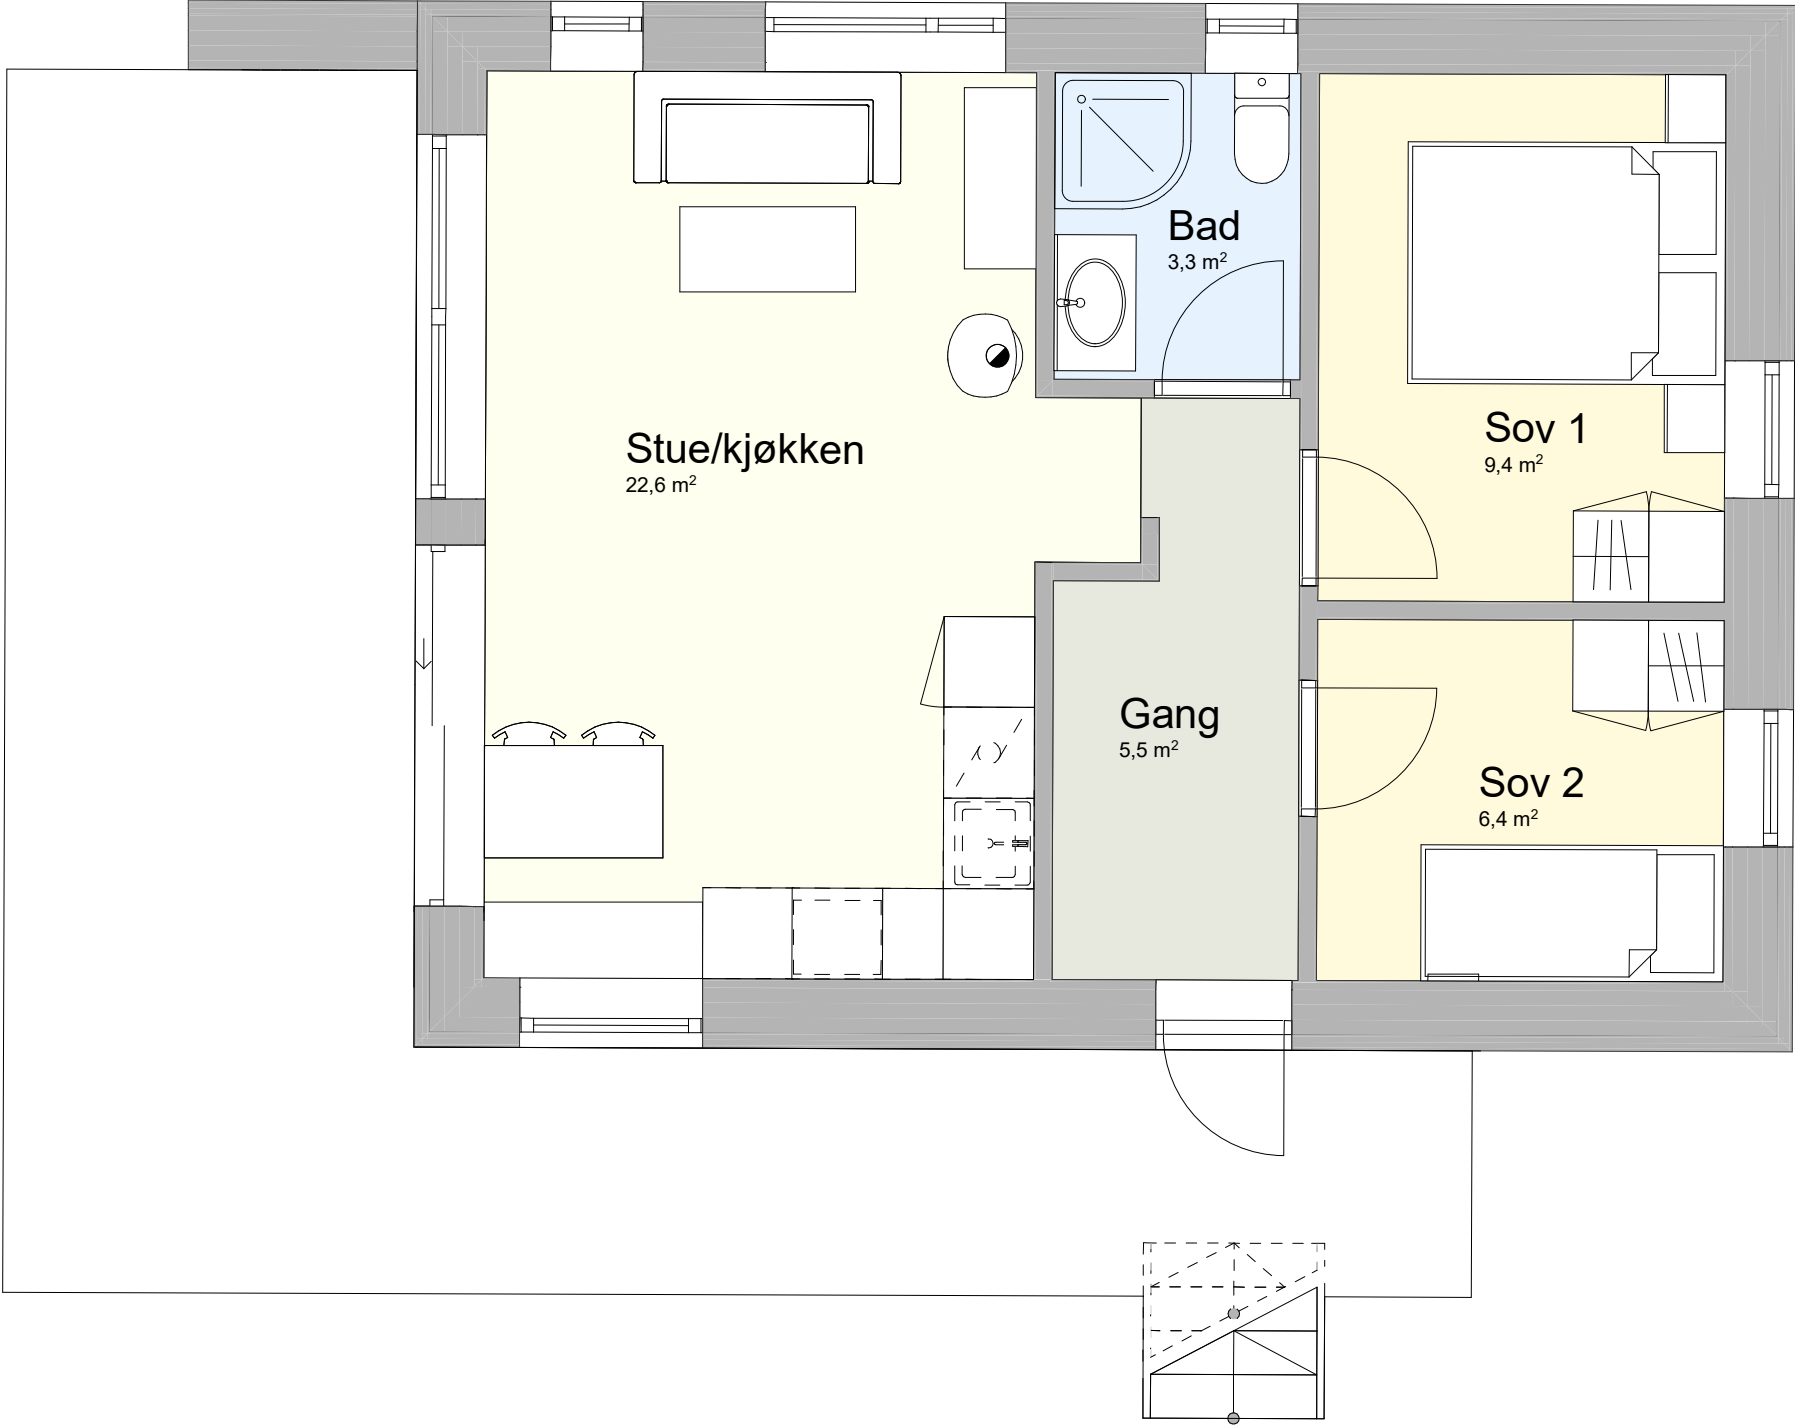 Bad
3,3 m²
Stue/kjøkken
22,6 m²
Sov 1
9,4 m²
Gang
5,5 m²
Sov 2
6,4 m²